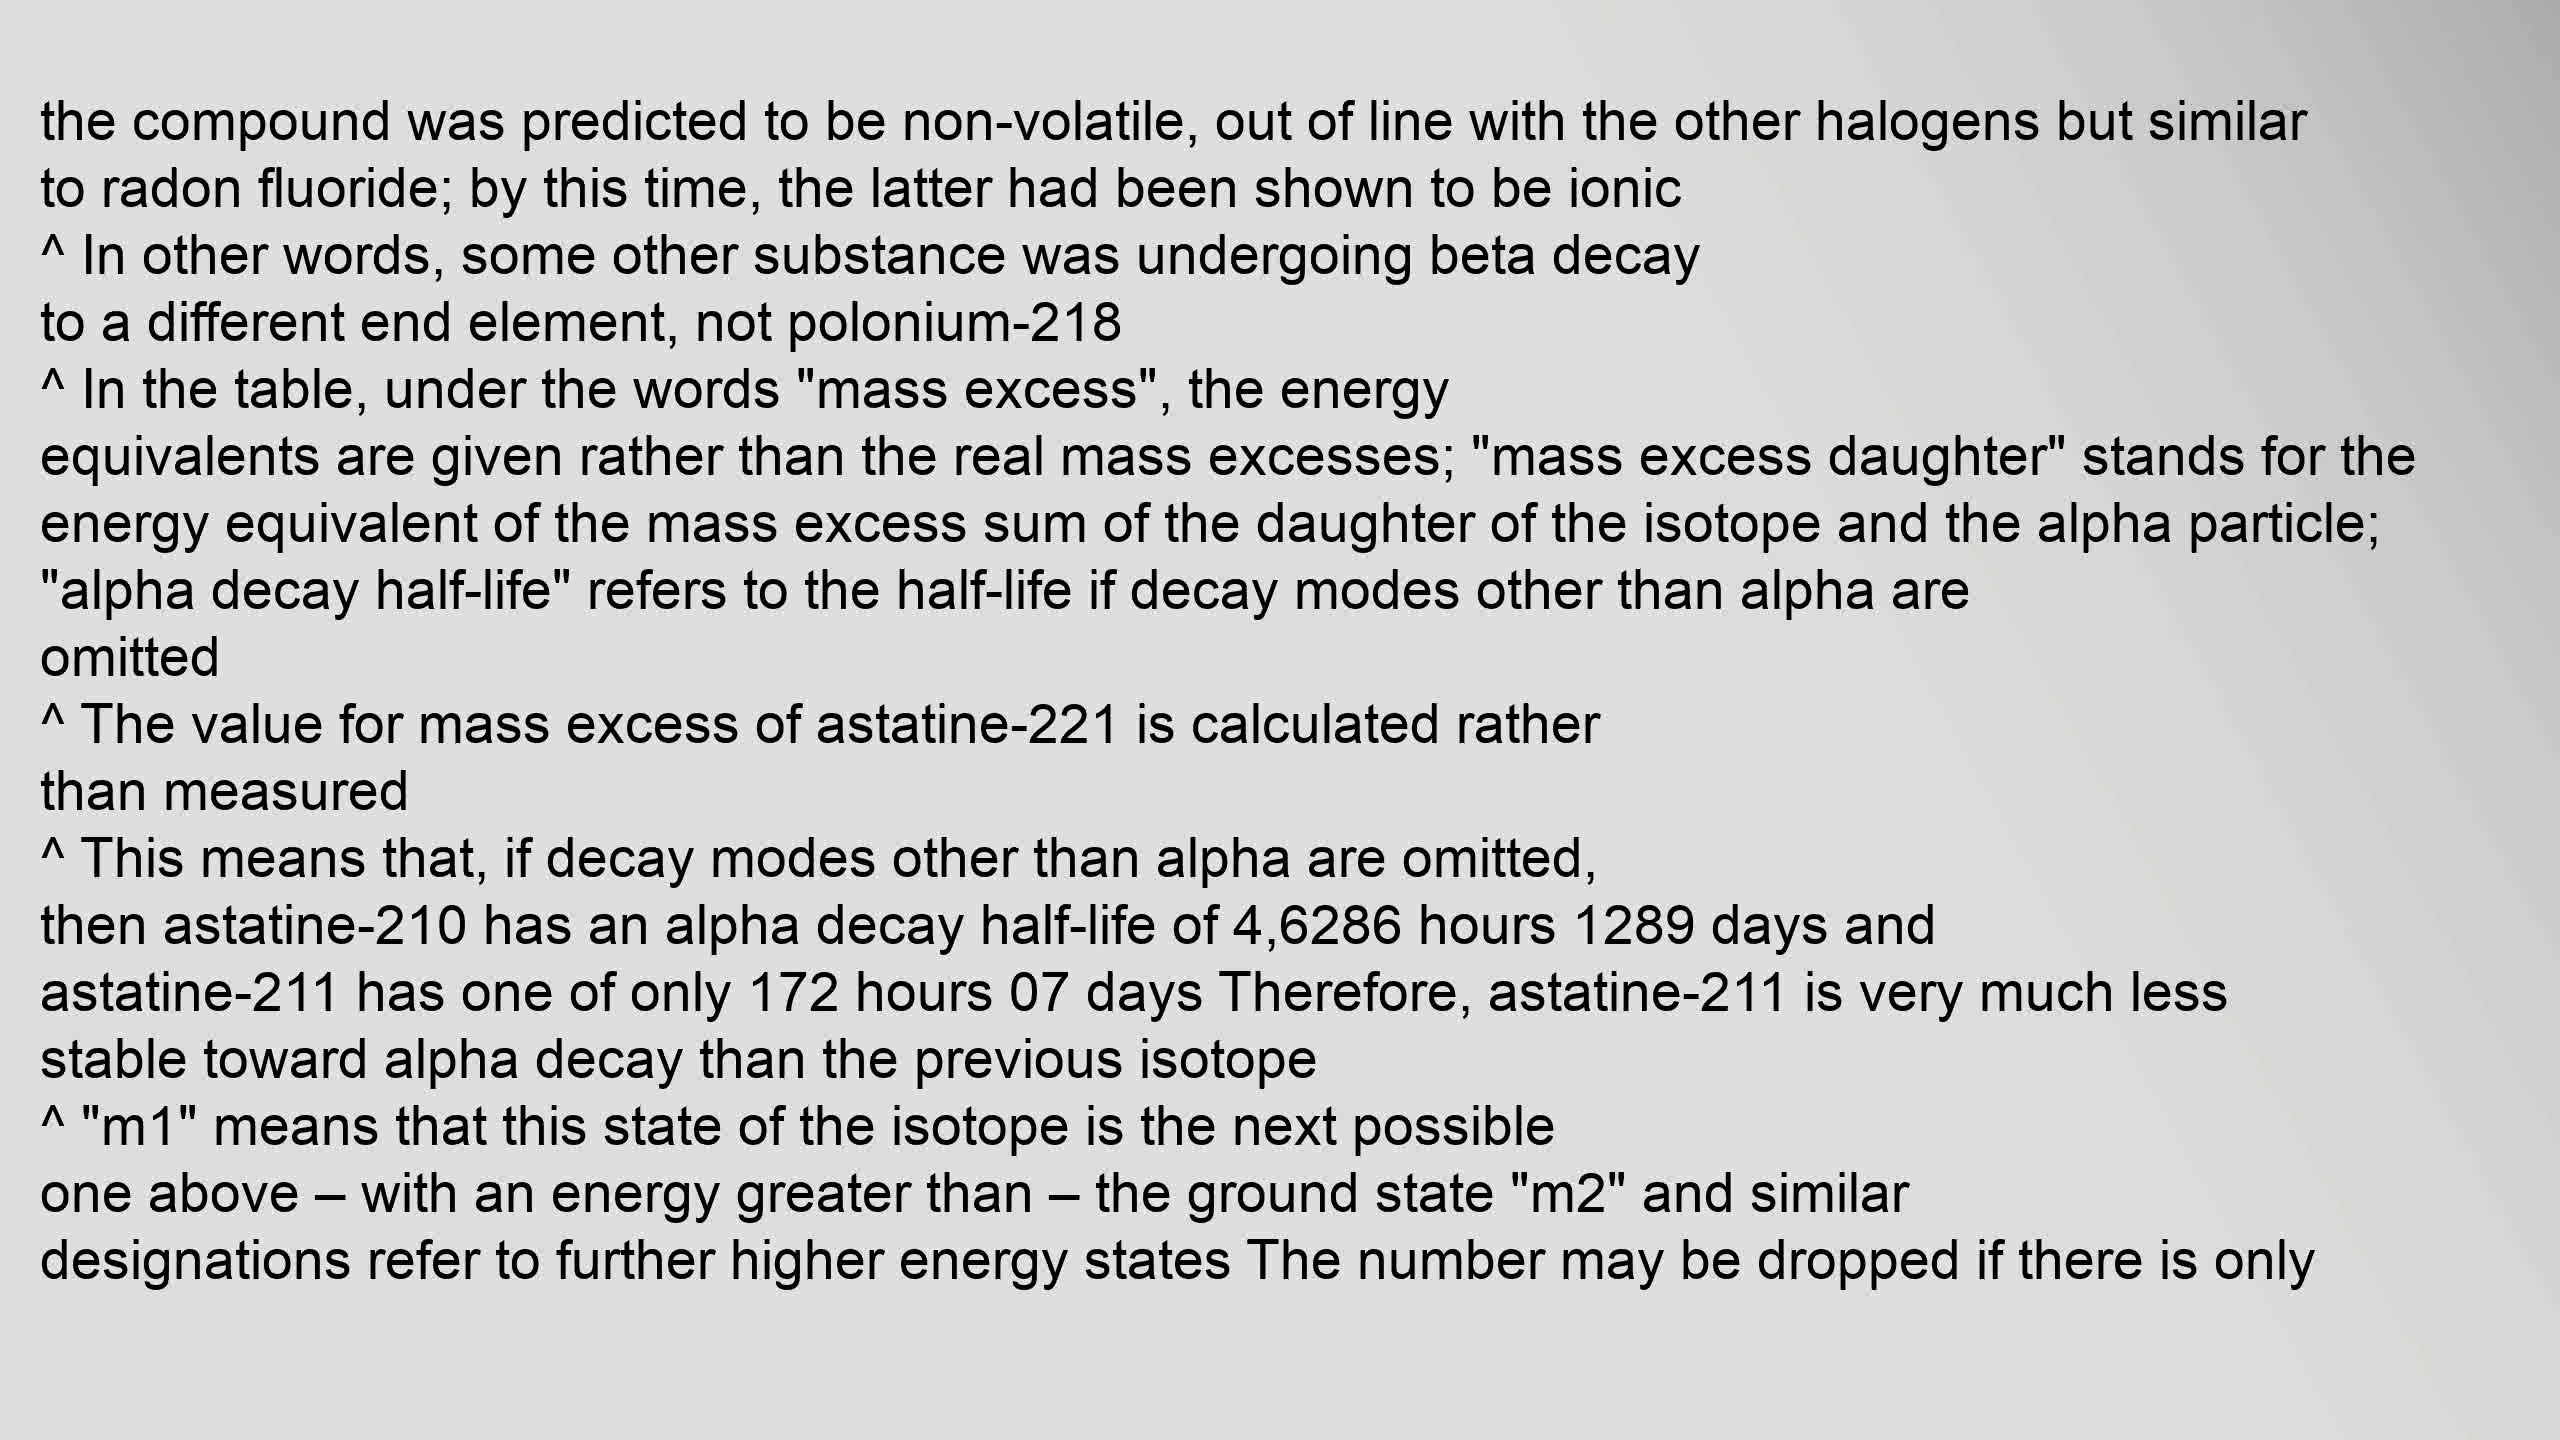 the compound was predicted to be non-volatile, out of line with the other halogens but similar
to radon fluoride; by this time, the latter had been shown to be ionic
^ In other words, some other substance was undergoing beta decay
to a different end element, not polonium-218
^ In the table, under the words "mass excess", the energy
equivalents are given rather than the real mass excesses; "mass excess daughter" stands for the
energy equivalent of the mass excess sum of the daughter of the isotope and the alpha particle;
"alpha decay half-life" refers to the half-life if decay modes other than alpha are
omitted
^ The value for mass excess of astatine-221 is calculated rather
than measured
^ This means that, if decay modes other than alpha are omitted,
then astatine-210 has an alpha decay half-life of 4,6286 hours 1289 days and
astatine-211 has one of only 172 hours 07 days Therefore, astatine-211 is very much less
stable toward alpha decay than the previous isotope
^ "m1" means that this state of the isotope is the next possible
one above – with an energy greater than – the ground state "m2" and similar
designations refer to further higher energy states The number may be dropped if there is only